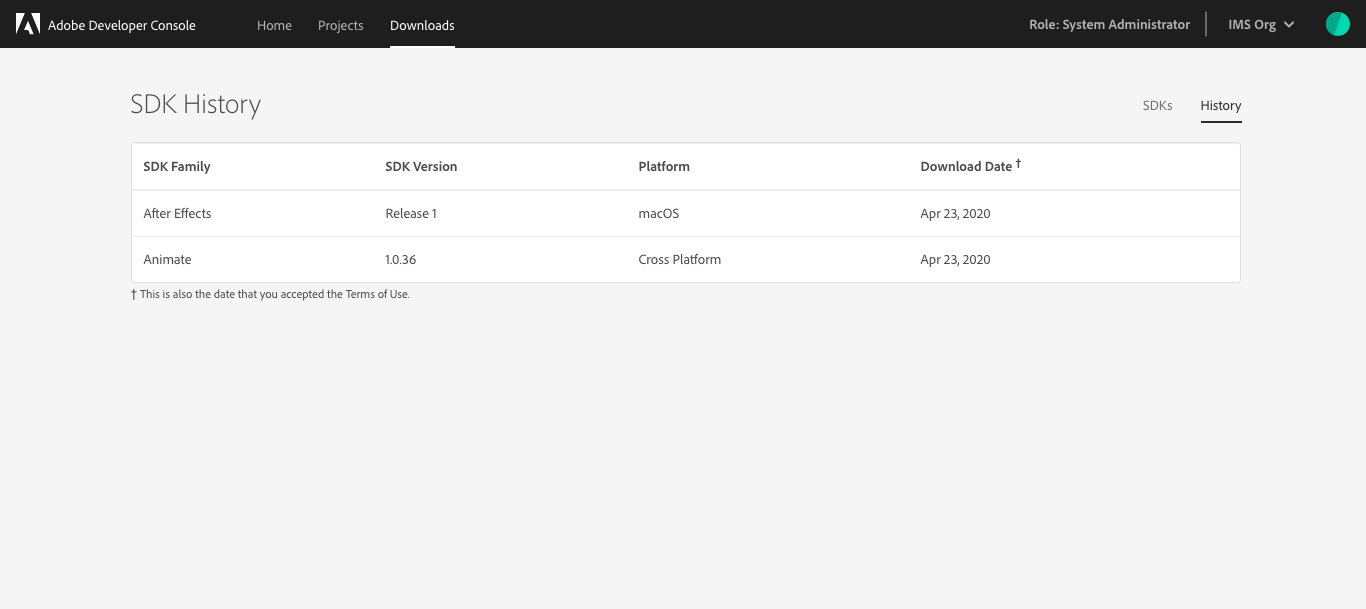 Adobe Developer Console Home Projects Downloads Role: System Administrator IMS Org
SDK History SDKs History
SDK Family SDK Version Platform Download Date †
After Effects Release 1 macOS Apr 23, 2020
Animate 1.0.36 Cross Platform Apr 23, 2020
† This is also the date that you accepted the Terms of Use.